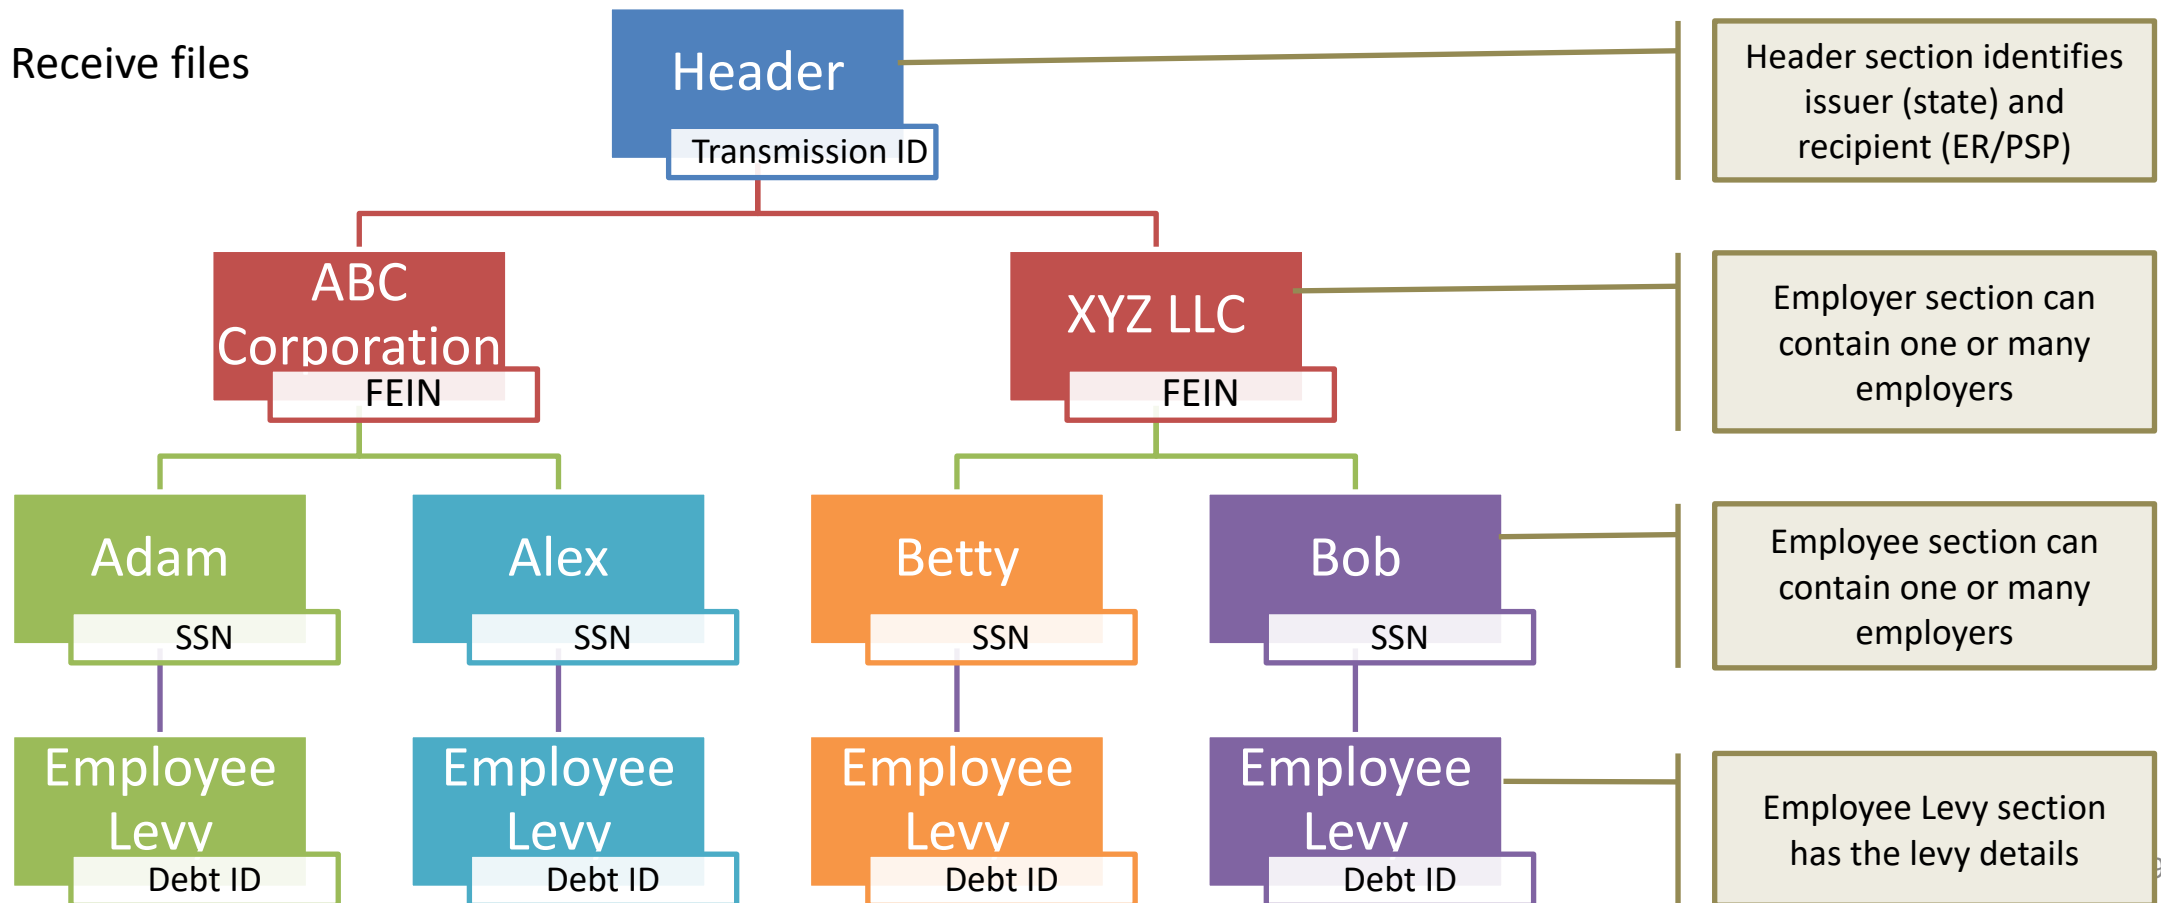 Receive files
Header
Transmission ID
Header section identifies
issuer (state) and
recipient (ER/PSP)
ABC
Corporation
FEIN
XYZ LLC
FEIN
Employer section can
contain one or many
employers
Adam
SSN
Alex
SSN
Betty
SSN
Bob
SSN
Employee section can
contain one or many
employers
Employee
Levy
Debt ID
Employee
Levy
Debt ID
Employee
Levy
Debt ID
Employee
Levy
Debt ID
Employee Levy section
has the levy details